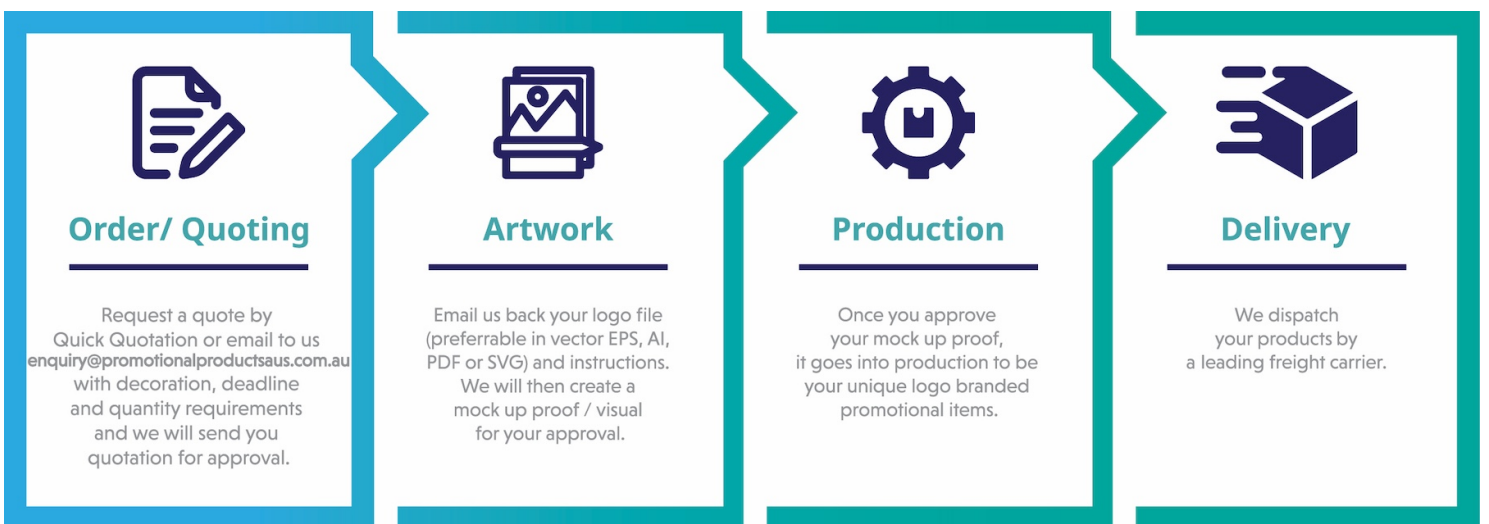 Order/ Quoting
Request a quote by
Quick Quotation or email to us
enquiry@promotionalproductsaus.com.au
with decoration, deadline
and quantity requirements
and we will send you
quotation for approval.
Artwork
Email us back your logo file
(preferrable in vector EPS, AI,
PDF or SVG) and instructions.
We will then create a
mock up proof / visual
for your approval.
Production
Once you approve
your mock up proof,
it goes into production to be
your unique logo branded
promotional items.
Delivery
We dispatch
your products by
a leading freight carrier.